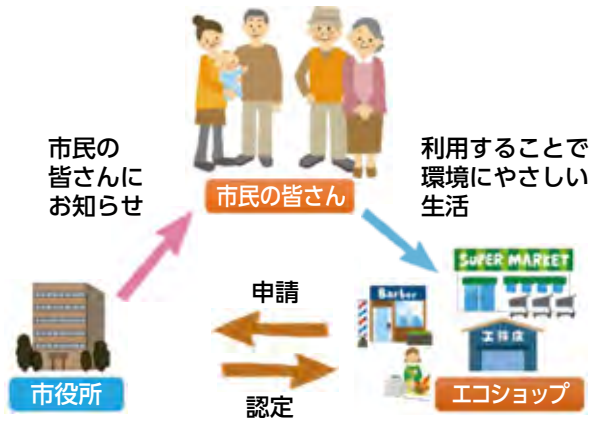 市民の
皆さんに
お知らせ
市民の皆さん
利用することで
環境にやさしい
生活
SUPER MARKET
申請
Barber
工務店
市役所
認定
エコショップ